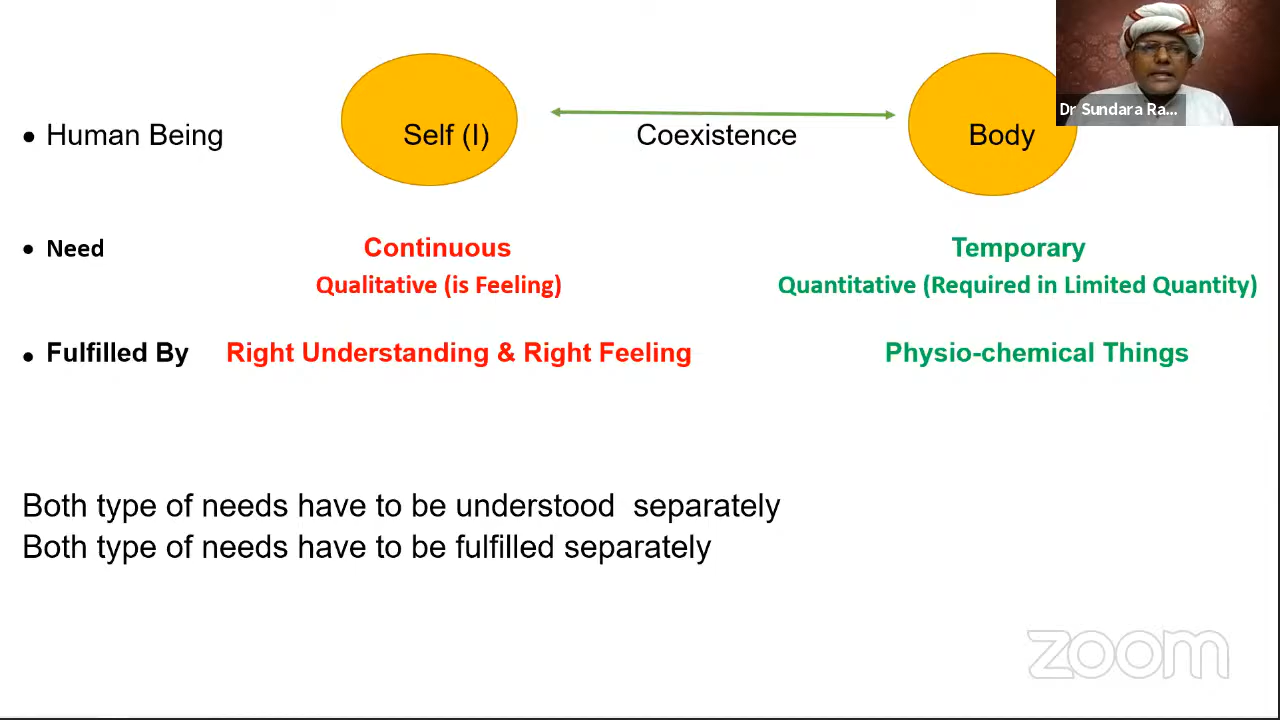 Dr Sundara Ra...
• Human Being Self (I) Coexistence Body
• Need Continuous Temporary
Qualitative (is Feeling) Quantitative (Required in Limited Quantity)
• Fulfilled By Right Understanding & Right Feeling Physio-chemical Things
Both type of needs have to be understood separately
Both type of needs have to be fulfilled separately
zoom